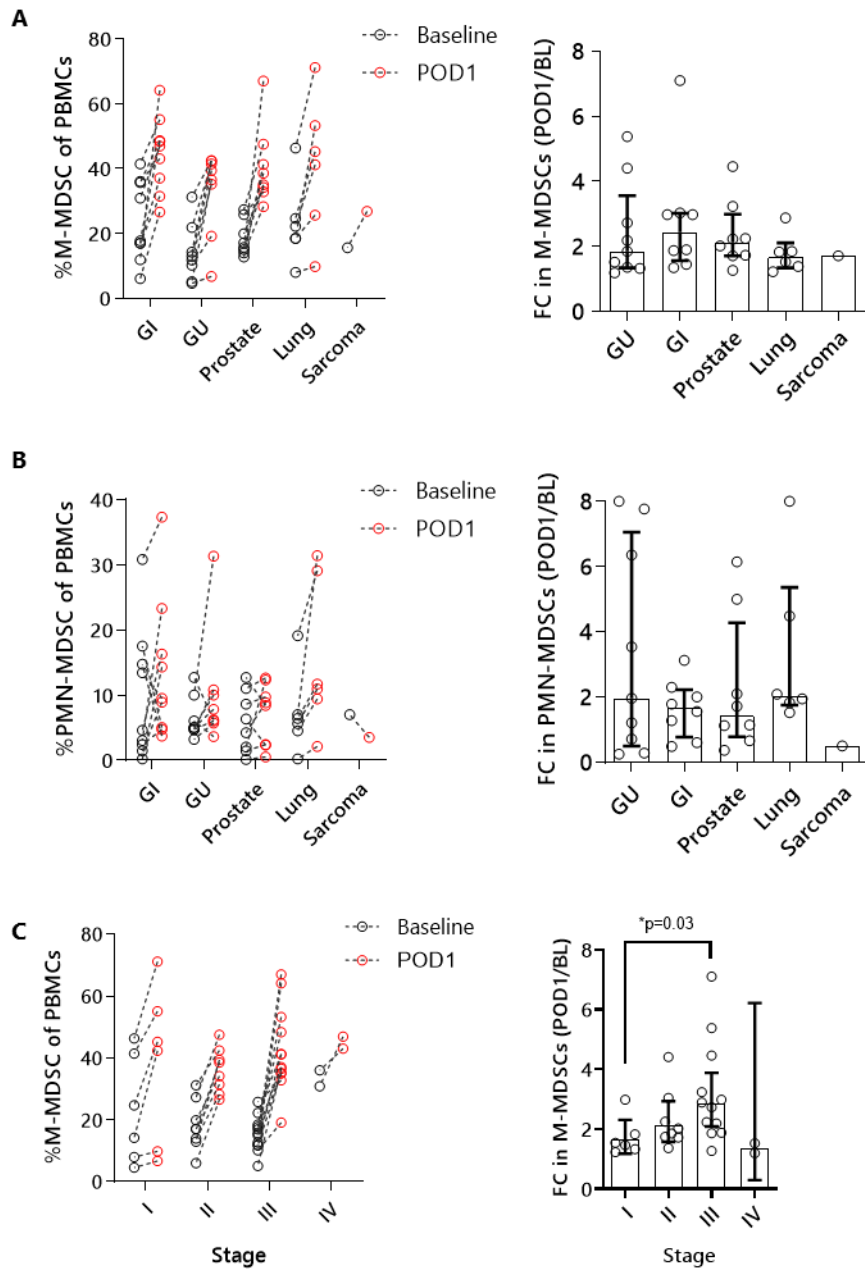 A
%M-MDSC of PBMCs
80
60
40
20
0
GI
GU
Prostate
Lung
Sarcoma
Baseline
POD1
FC in M-MDSCs (POD1/BL)
8
6
4
2
0
GU
GI
Prostate
Lung
Sarcoma
B
%PMN-MDSC of PBMCs
40
30
20
10
0
GI
GU
Prostate
Lung
Sarcoma
Baseline
POD1
FC in PMN-MDSCs (POD1/BL)
8
6
4
2
0
GU
GI
Prostate
Lung
Sarcoma
C
%M-MDSC of PBMCs
80
60
40
20
0
I
II
III
IV
Stage
Baseline
POD1
*p=0.03
FC in M-MDSCs (POD1/BL)
8
6
4
2
0
I
II
III
IV
Stage